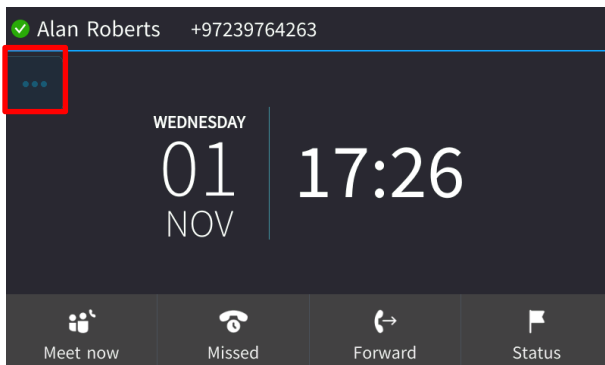 Alan Roberts +97239764263
WEDNESDAY
01
NOV
17:26
Meet now Missed Forward Status